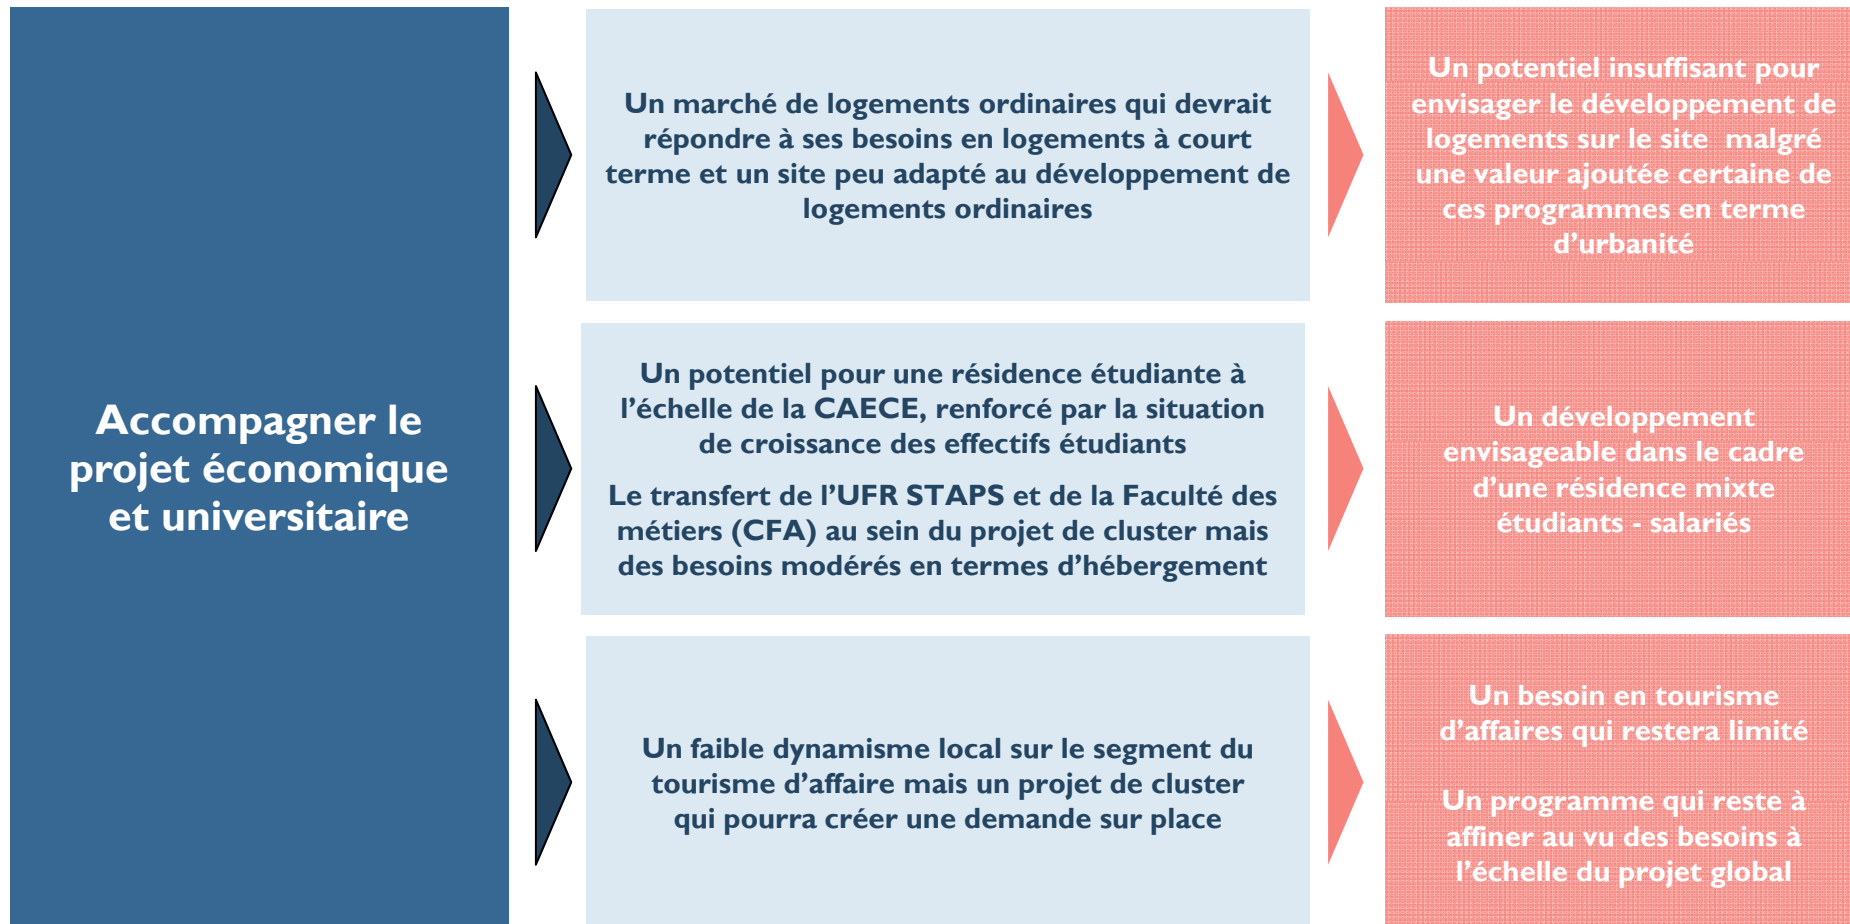 Accompagner le
projet économique
et universitaire
Un marché de logements ordinaires qui devrait
répondre à ses besoins en logements à court
terme et un site peu adapté au développement de
logements ordinaires
Un potentiel insuffisant pour
envisager le développement de
logements sur le site  malgré
une valeur ajoutée certaine de
ces programmes en terme
d’urbanité
Un potentiel pour une résidence étudiante à
l’échelle de la CAECE, renforcé par la situation
de croissance des effectifs étudiants
Le transfert de l’UFR STAPS et de la Faculté des
métiers (CFA) au sein du projet de cluster mais
des besoins modérés en termes d’hébergement
Un développement
envisageable dans le cadre
d’une résidence mixte
étudiants - salariés
Un faible dynamisme local sur le segment du
tourisme d’affaire mais un projet de cluster
qui pourra créer une demande sur place
Un besoin en tourisme
d’affaires qui restera limité
Un programme qui reste à
affiner au vu des besoins à
l’échelle du projet global